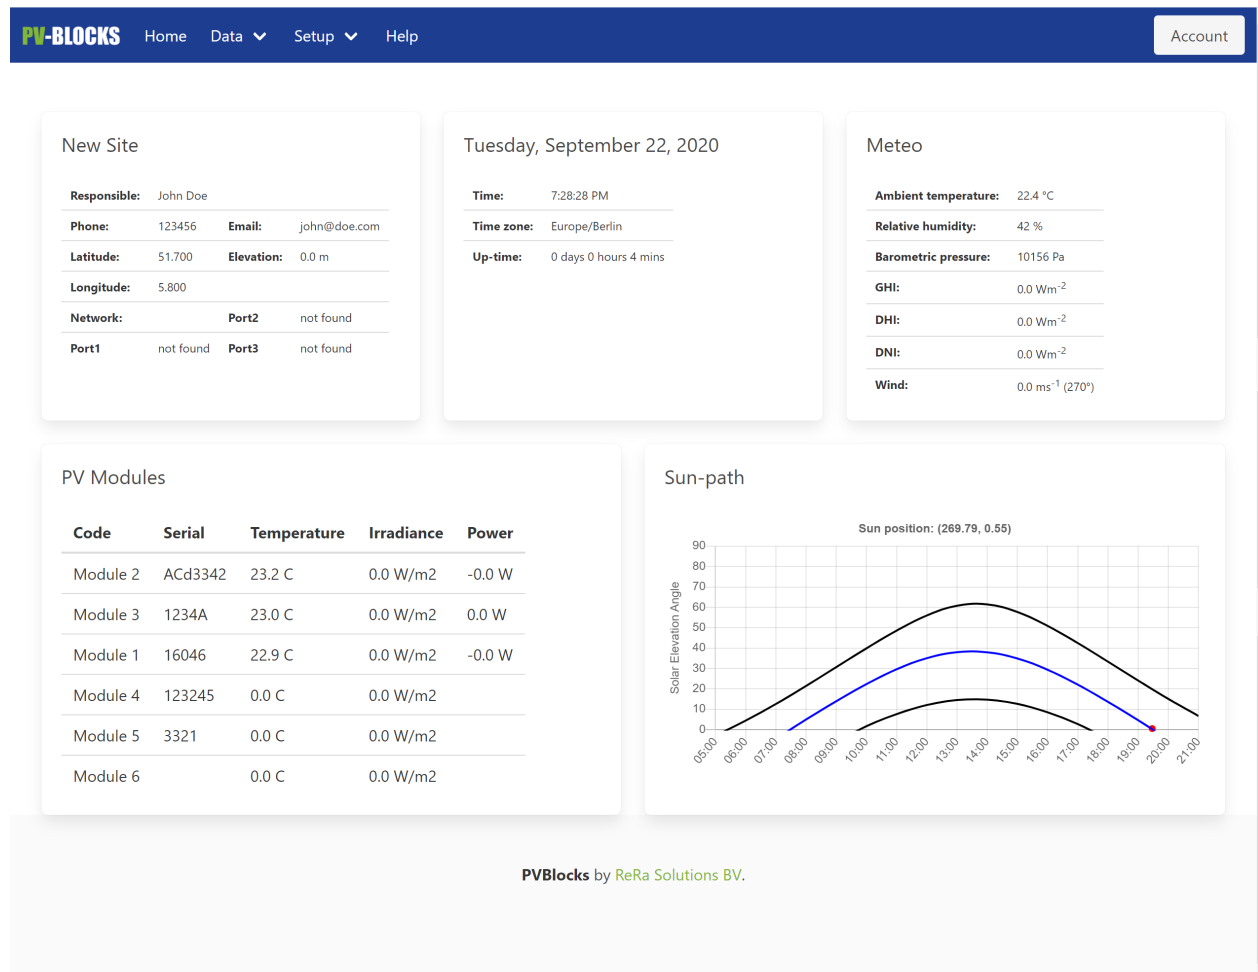 PV-BLOCKS Home Data Setup Help Account
New Site
Responsible: John Doe
Phone: 123456 Email: john@doe.com
Latitude: 51.700 Elevation: 0.0 m
Longitude: 5.800
Network: Port2 not found
Port1 not found Port3 not found
Tuesday, September 22, 2020
Time: 7:28:28 PM
Time zone: Europe/Berlin
Up-time: 0 days 0 hours 4 mins
Meteo
Ambient temperature: 22.4 °C
Relative humidity: 42 %
Barometric pressure: 10156 Pa
GHI: 0.0 Wm⁻²
DHI: 0.0 Wm⁻²
DNI: 0.0 Wm⁻²
Wind: 0.0 ms⁻¹ (270°)
PV Modules
Code Serial Temperature Irradiance Power
Module 2 ACd3342 23.2 C 0.0 W/m2 -0.0 W
Module 3 1234A 23.0 C 0.0 W/m2 0.0 W
Module 1 16046 22.9 C 0.0 W/m2 -0.0 W
Module 4 123245 0.0 C 0.0 W/m2
Module 5 3321 0.0 C 0.0 W/m2
Module 6 0.0 C 0.0 W/m2
Sun-path
Sun position: (269.79, 0.55)
Solar Elevation Angle
90
80
70
60
50
40
30
20
10
0
05:00 06:00 07:00 08:00 09:00 10:00 11:00 12:00 13:00 14:00 15:00 16:00 17:00 18:00 19:00 20:00 21:00
PVBlocks by ReRa Solutions BV.